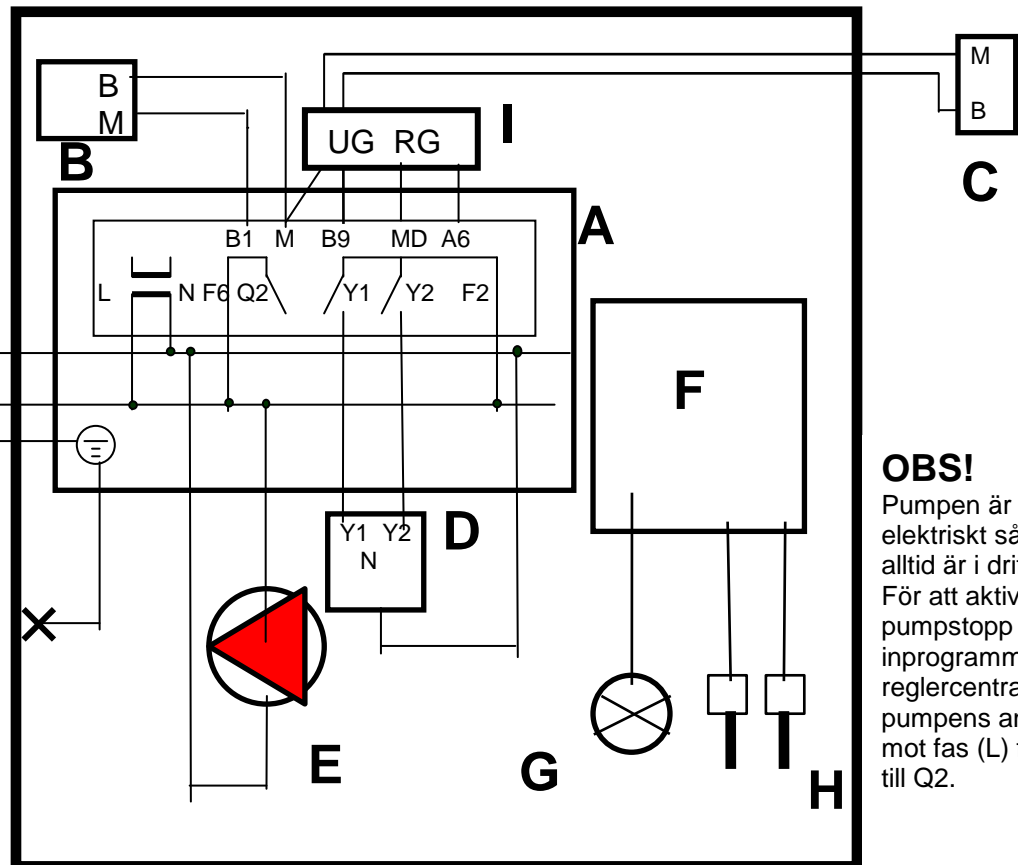 B
M
B
UG RG
I
M
B
C
A
B1 M B9 MD A6
L N F6 Q2 Y1 Y2 F2
Y1 Y2
N
D
E
F
G
H
OBS!
Pumpen är
elektriskt så
alltid är i drif
För att aktiv
pumpstopp
inprogramm
reglercentra
pumpens an
mot fas (L)
till Q2.